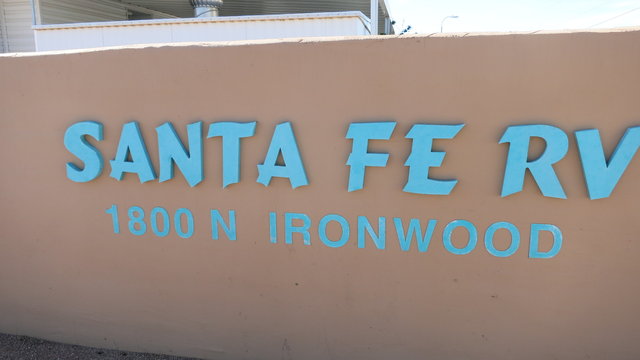 SANTA FE RV
1800 N IRONWOOD